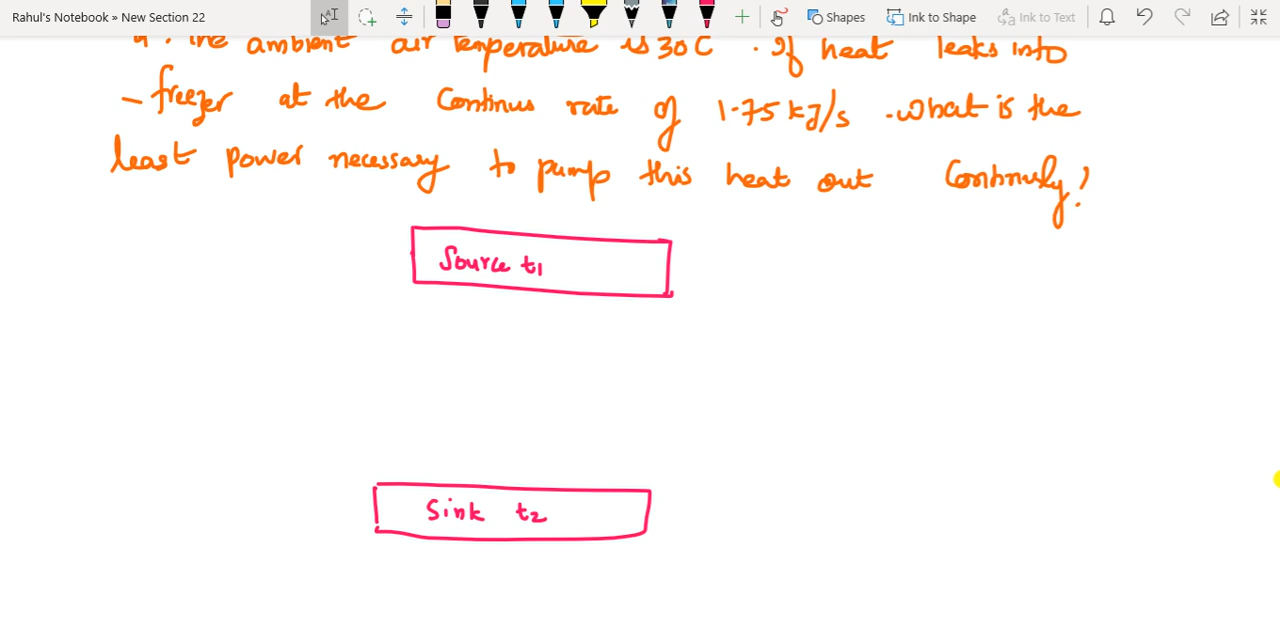 Rahul's Notebook » New Section 22
Shapes
Ink to Shape
Ink to Text
the ambient air temperature is 30 C . If heat leaks into
freezer at the Continus rate of 1.75 kJ/s . what is the
least power necessary to pump this heat out Continusly?
Source t1
Sink t2